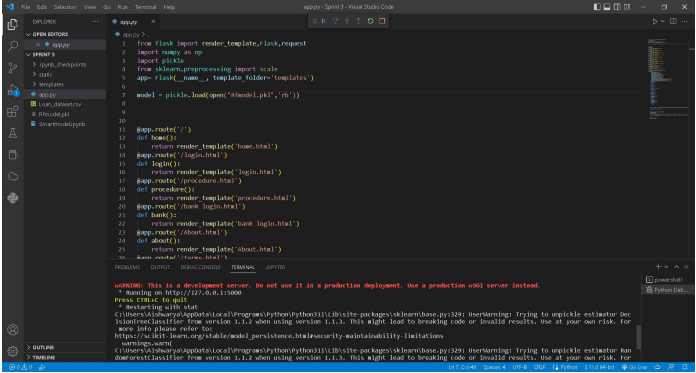 File Edit Selection View Go Run Terminal Help
app.py - Sprint 3 - Visual Studio Code
EXPLORER
OPEN EDITORS
app.py
SPRINT 3
.ipynb_checkpoints
static
templates
app.py
Loan_dataset.csv
Rfmodel.pkl
Smartmodel.ipynb
OUTLINE
TIMELINE
app.py
app.py > ...
1 from flask import render_template,Flask,request
2 import numpy as np
3 import pickle
4 from sklearn.preprocessing import scale
5 app= Flask(__name__, template_folder='templates')
6
7 model = pickle.load(open("Rfmodel.pkl",'rb'))
8
9
10
11 @app.route('/')
12 def home():
13 return render_template('home.html')
14 @app.route('/login.html')
15 def login():
16 return render_template('login.html')
17 @app.route('/procedure.html')
18 def procedure():
19 return render_template('procedure.html')
20 @app.route('/bank login.html')
21 def bank():
22 return render_template('bank login.html')
23 @app.route('/About.html')
24 def about():
25 return render_template('About.html')
26 @app.route('/terms.html')
PROBLEMS OUTPUT DEBUG CONSOLE TERMINAL JUPYTER
WARNING: This is a development server. Do not use it in a production deployment. Use a production WSGI server instead.
* Running on http://127.0.0.1:5000
Press CTRL+C to quit
* Restarting with stat
C:\Users\Aishwarya\AppData\Local\Programs\Python\Python311\Lib\site-packages\sklearn\base.py:329: UserWarning: Trying to unpickle estimator Dec
isionTreeClassifier from version 1.1.2 when using version 1.1.3. This might lead to breaking code or invalid results. Use at your own risk. For
more info please refer to:
https://scikit-learn.org/stable/model_persistence.html#security-maintainability-limitations
warnings.warn(
C:\Users\Aishwarya\AppData\Local\Programs\Python\Python311\Lib\site-packages\sklearn\base.py:329: UserWarning: Trying to unpickle estimator Ran
domForestClassifier from version 1.1.2 when using version 1.1.3. This might lead to breaking code or invalid results. Use at your own risk. For
powershell
Python Deb...
0 0
Ln 7, Col 46 Spaces: 4 UTF-8 CRLF Python 3.11.0 64-bit Go Live